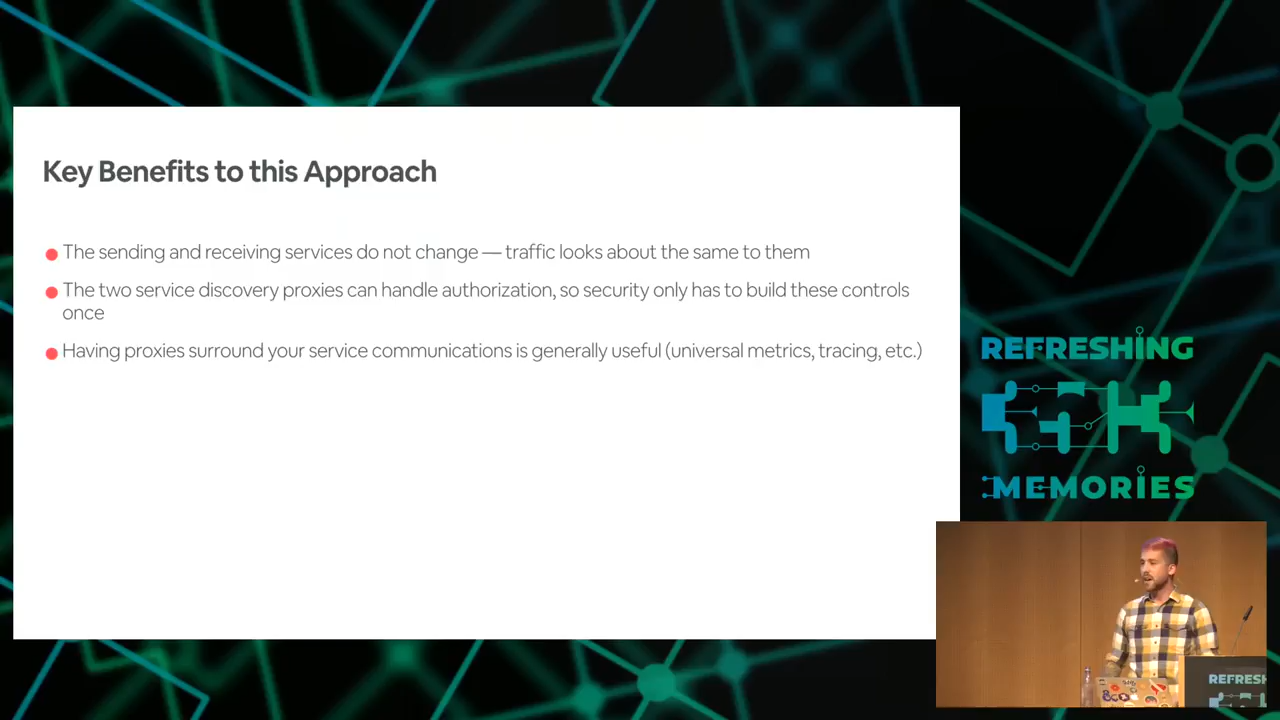 Key Benefits to this Approach
The sending and receiving services do not change — traffic looks about the same to them
The two service discovery proxies can handle authorization, so security only has to build these controls
once
Having proxies surround your service communications is generally useful (universal metrics, tracing, etc.)
REFRESHING
MEMORIES
REFRESH